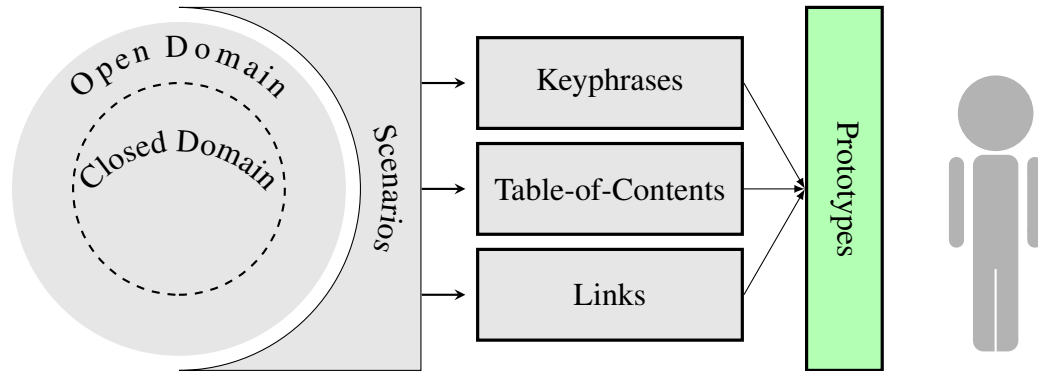 Open Domain
Closed Domain
Scenarios
Keyphrases
Table-of-Contents
Links
Prototypes